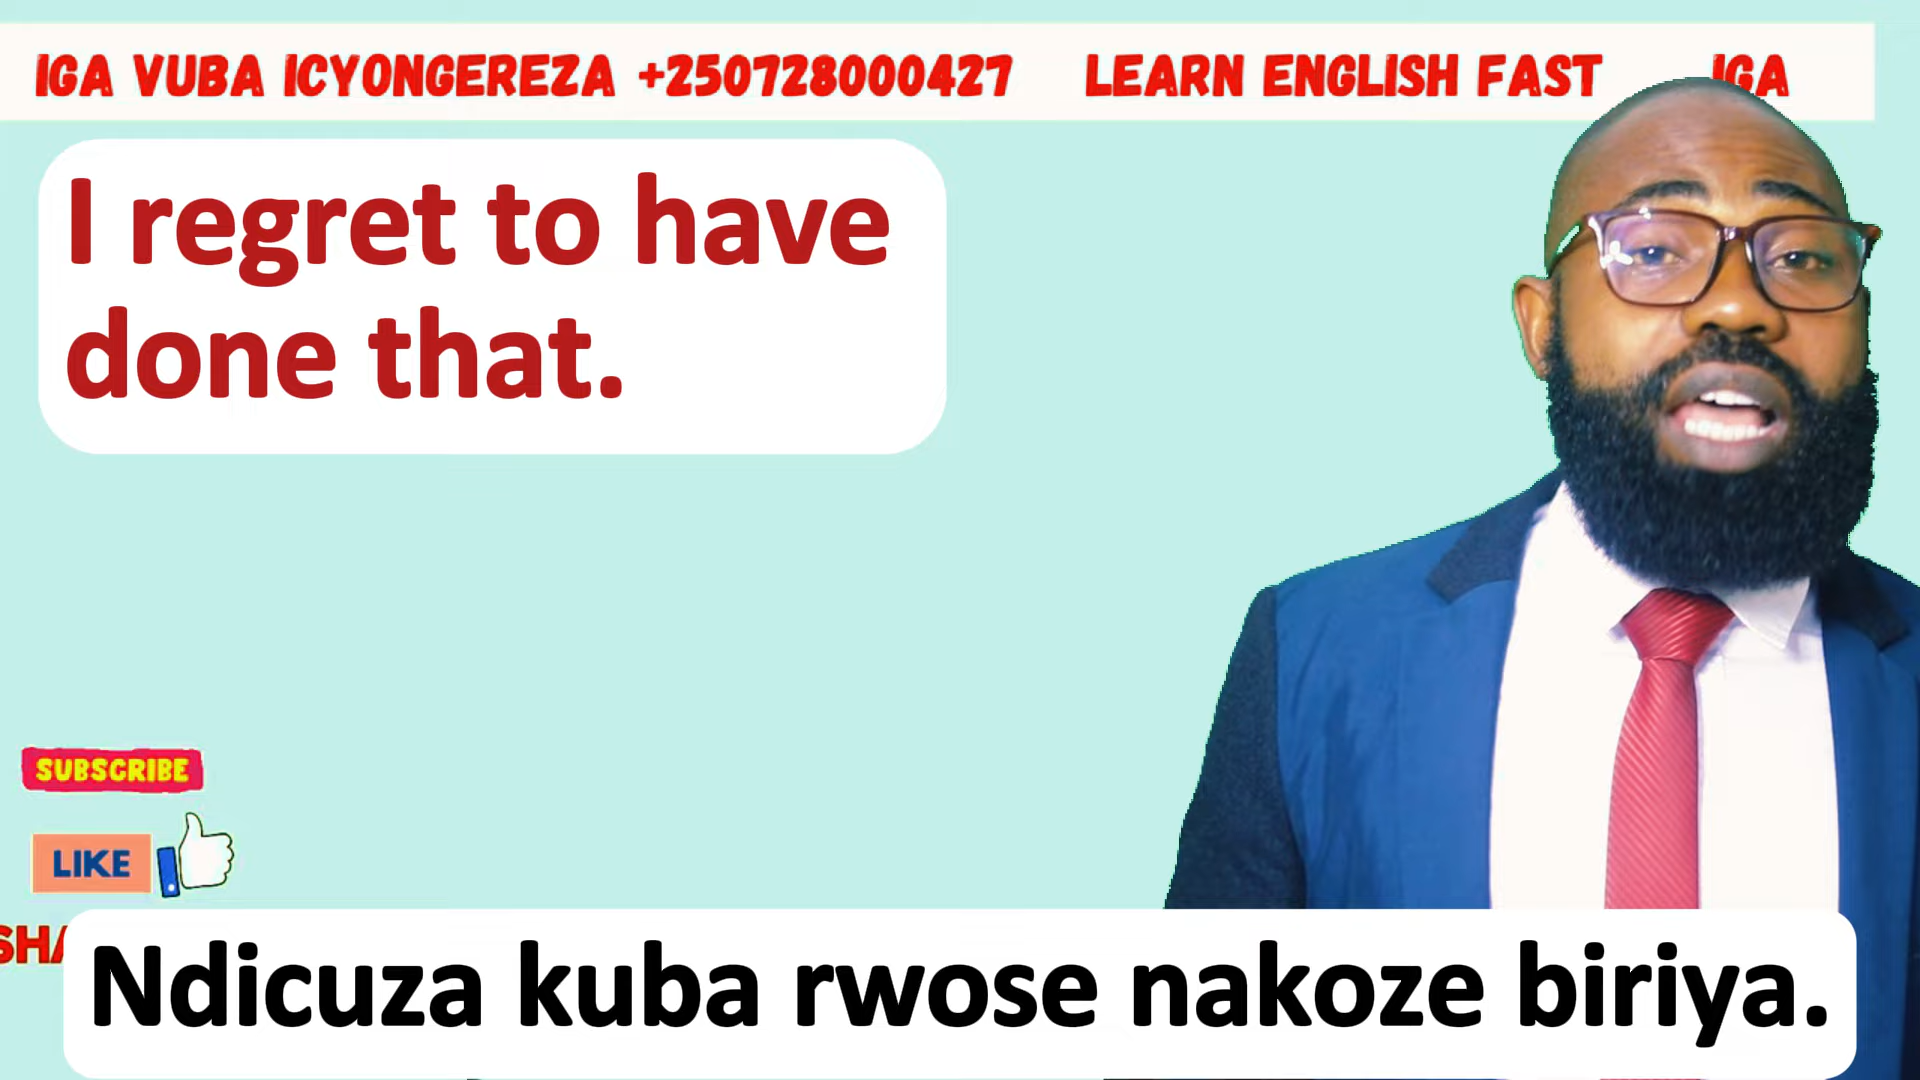 IGA VUBA ICYONGEREZA +250728000427 LEARN ENGLISH FAST IGA
I regret to have
done that.
SUBSCRIBE
LIKE
Ndicuza kuba rwose nakoze biriya.